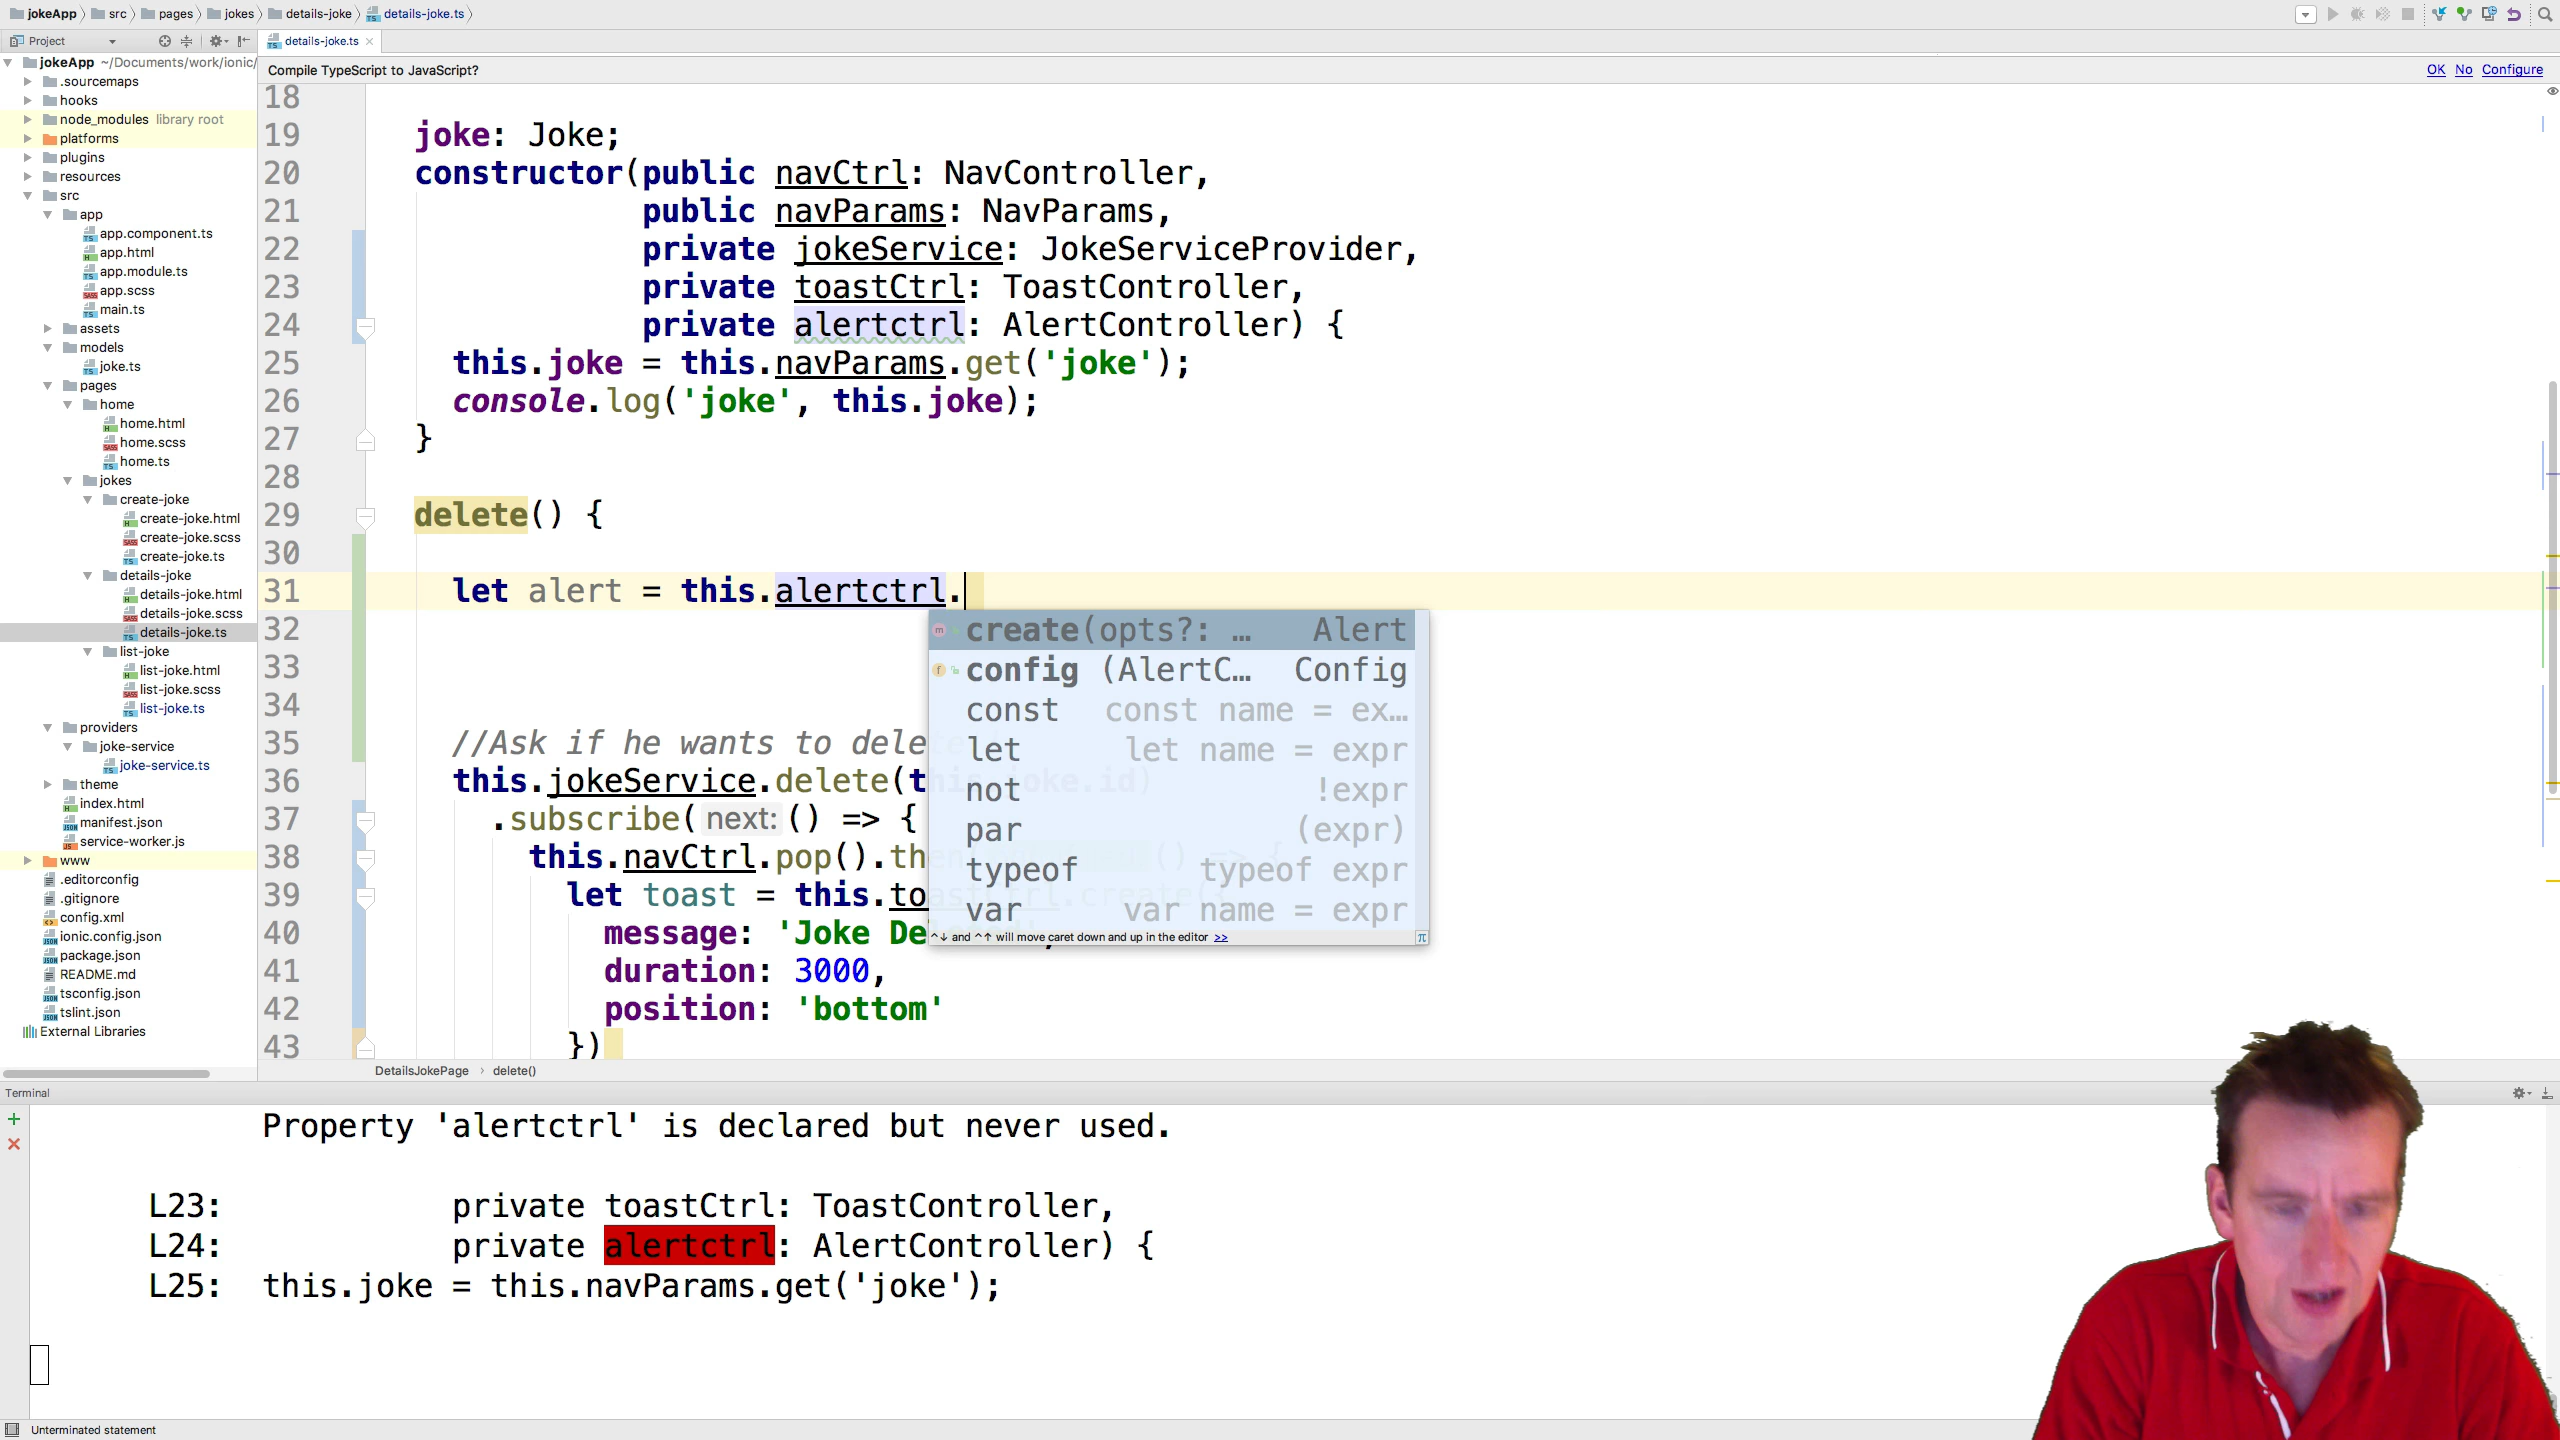 jokeApp src pages jokes details-joke details-joke.ts
Project
details-joke.ts
jokeApp ~/Documents/work/ionic/
.sourcemaps
hooks
node_modules library root
platforms
plugins
resources
src
app
app.component.ts
app.html
app.module.ts
app.scss
main.ts
assets
models
joke.ts
pages
home
home.html
home.scss
home.ts
jokes
create-joke
create-joke.html
create-joke.scss
create-joke.ts
details-joke
details-joke.html
details-joke.scss
details-joke.ts
list-joke
list-joke.html
list-joke.scss
list-joke.ts
providers
joke-service
joke-service.ts
theme
index.html
manifest.json
service-worker.js
www
.editorconfig
.gitignore
config.xml
ionic.config.json
package.json
README.md
tsconfig.json
tslint.json
External Libraries
Compile TypeScript to JavaScript? OK No Configure
18
19 joke: Joke;
20 constructor(public navCtrl: NavController,
21 public navParams: NavParams,
22 private jokeService: JokeServiceProvider,
23 private toastCtrl: ToastController,
24 private alertctrl: AlertController) {
25 this.joke = this.navParams.get('joke');
26 console.log('joke', this.joke);
27 }
28
29 delete() {
30
31 let alert = this.alertctrl.
32
33
34
35 //Ask if he wants to dele
36 this.jokeService.delete(this.joke.id)
37 .subscribe( next: () => {
38 this.navCtrl.pop().then( () => {
39 let toast = this.toastCtrl.create({
40 message: 'Joke De
41 duration: 3000,
42 position: 'bottom'
43 })
create(opts?: … Alert
config (AlertC… Config
const const name = ex…
let let name = expr
not !expr
par (expr)
typeof typeof expr
var var name = expr
^↓ and ^↑ will move caret down and up in the editor >> π
DetailsJokePage › delete()
Terminal
Property 'alertctrl' is declared but never used.
L23: private toastCtrl: ToastController,
L24: private alertctrl: AlertController) {
L25: this.joke = this.navParams.get('joke');
Unterminated statement